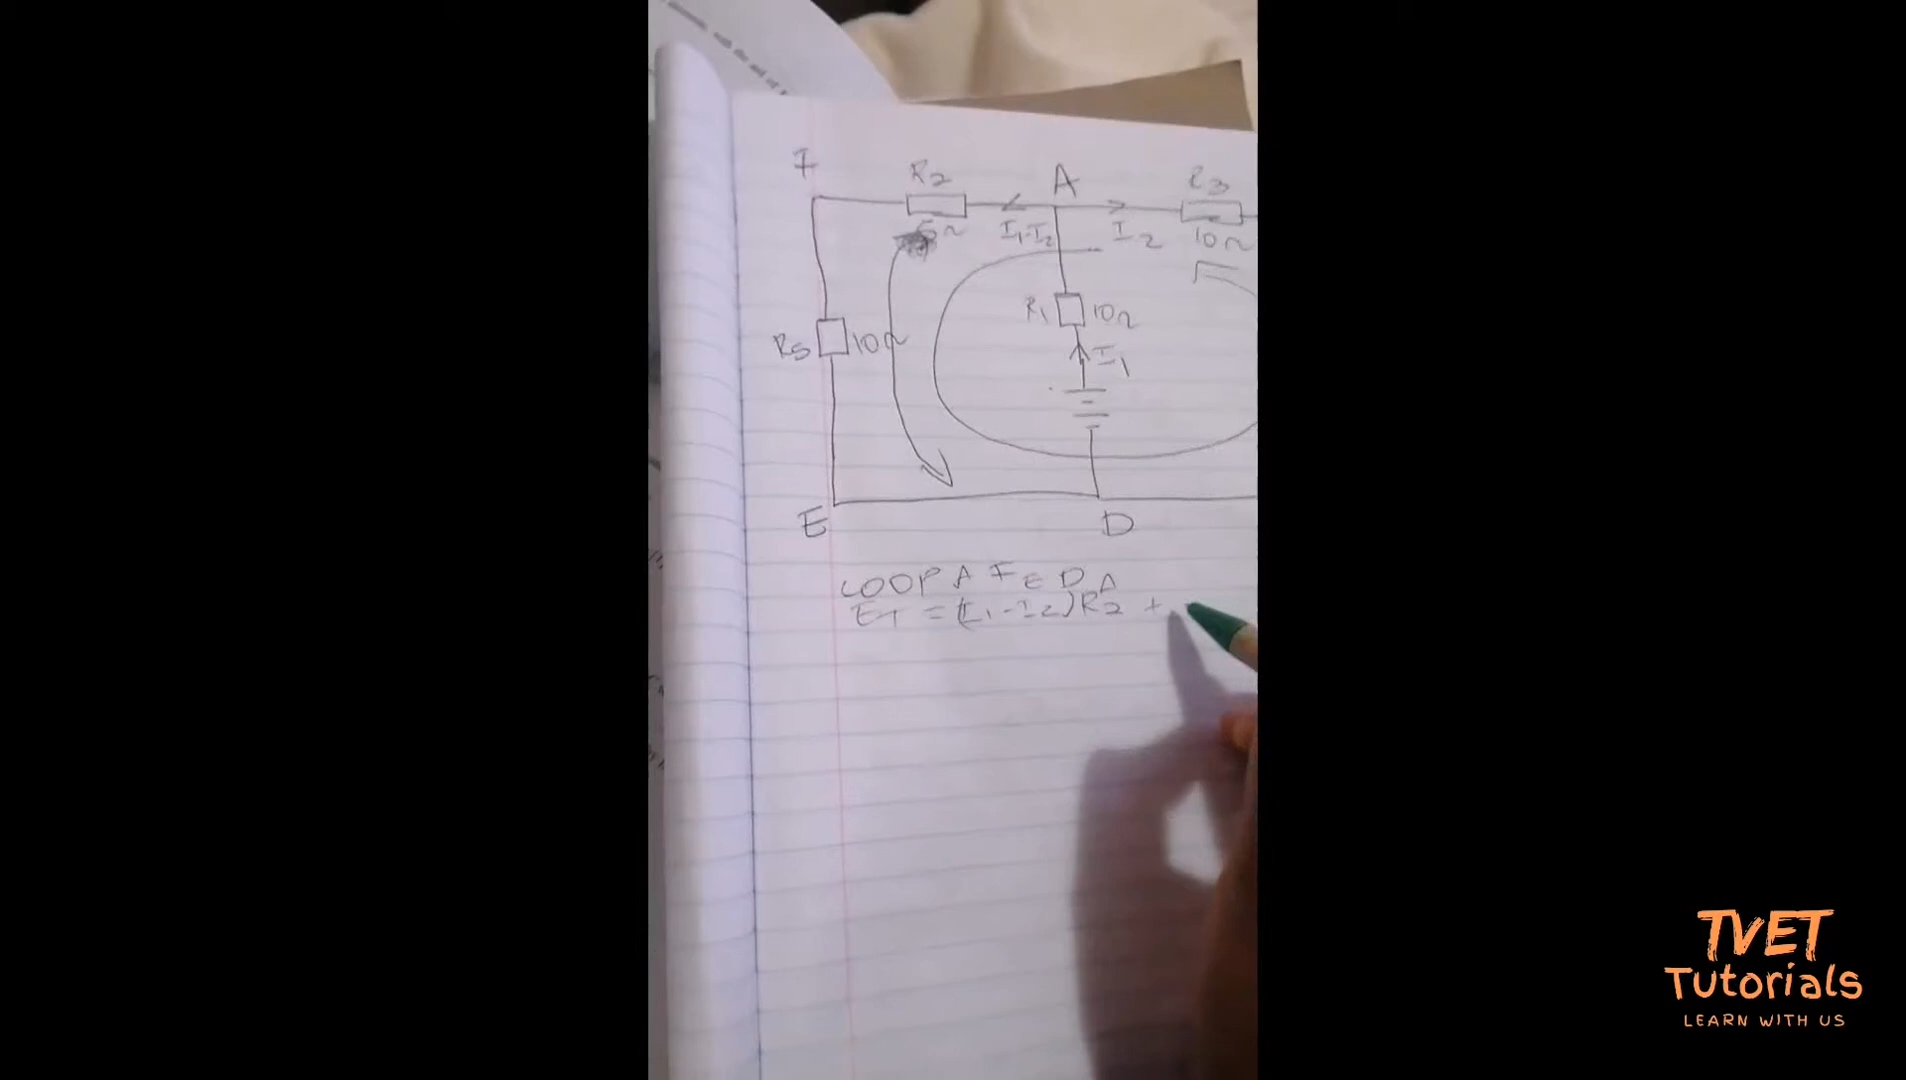 F
R2
A
R3
5Ω
I1-I2
I2
10Ω
R1
10Ω
R5
10Ω
I1
E
D
LOOP A F E D A
ET = (I1-I2)R2 +
TVET
Tutorials
LEARN WITH US